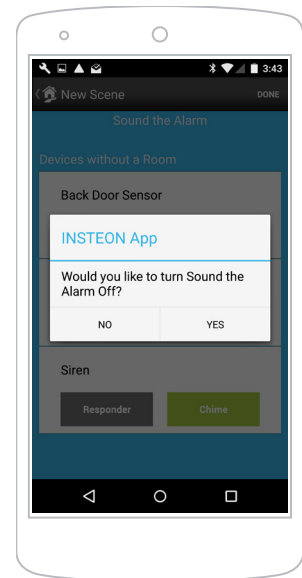 3:43
New Scene
DONE
Sound the Alarm
Devices without a Room
Back Door Sensor
INSTEON App
Would you like to turn Sound the
Alarm Off?
NO YES
Siren
Responder Chime